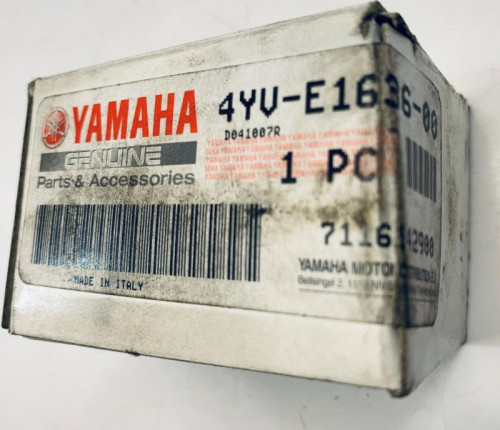 YAMAHA
GENUINE
Parts & Accessories
4YV-E1636-00
D041007R
1 PC
YAMAHA MOTOR
MADE IN ITALY